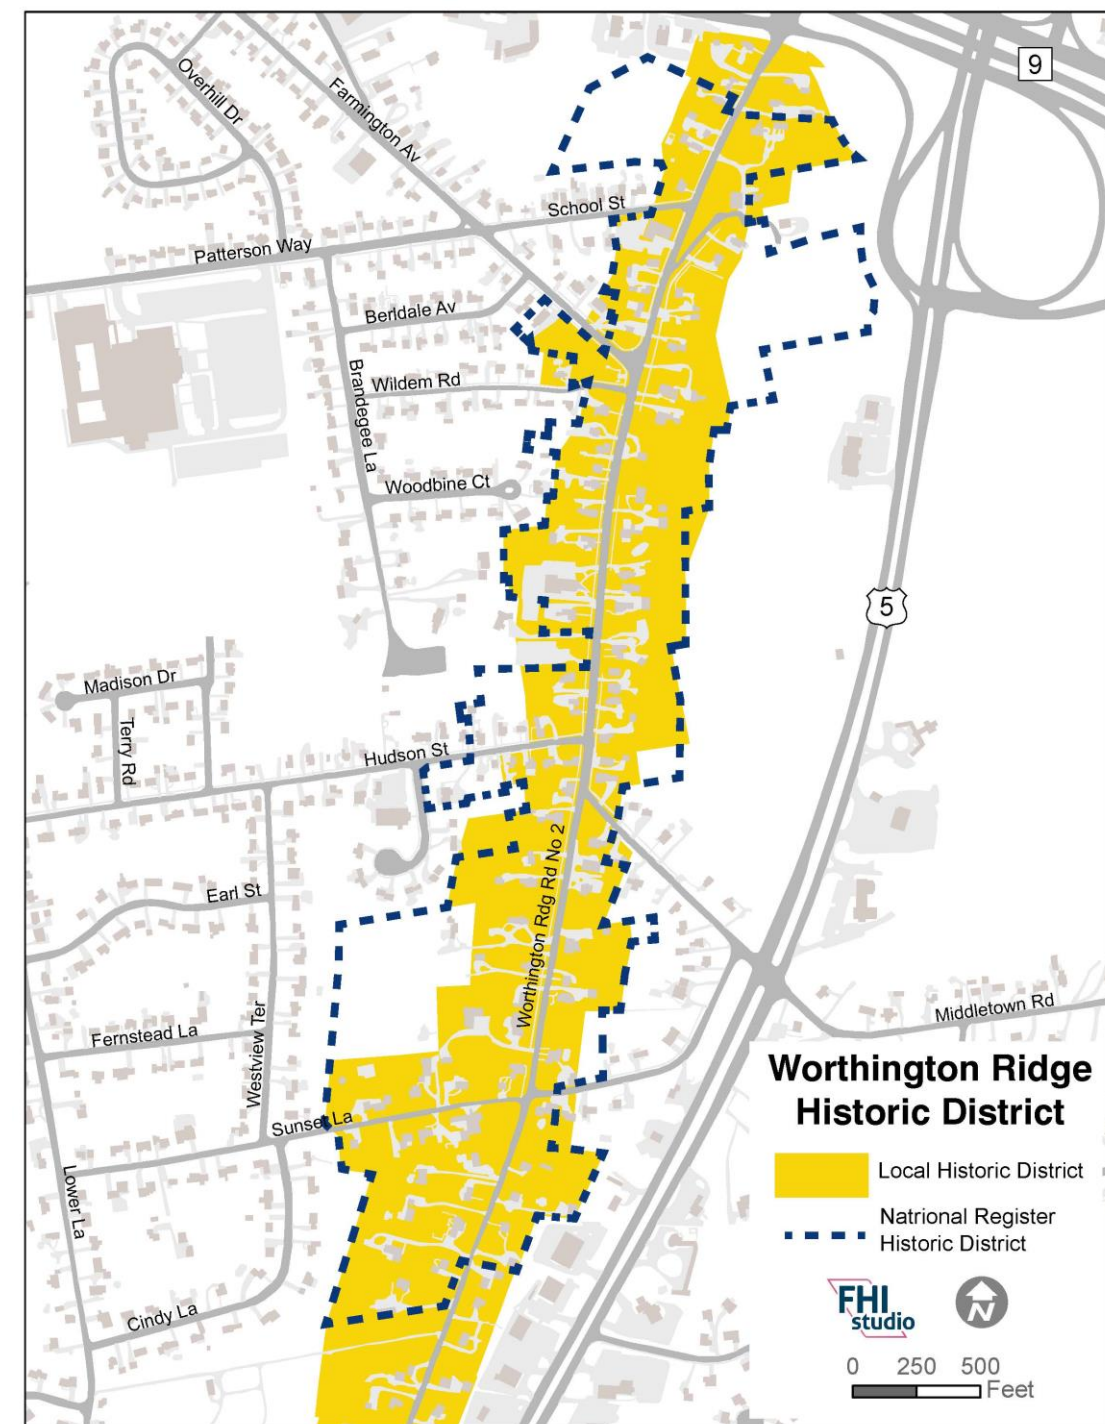 9
Overhill Dr
Farmington Av
School St
Patterson Way
Berldale Av
Wildem Rd
Brandegee La
Woodbine Ct
5
Madison Dr
Terry Rd
Hudson St
Worthington Rdg Rd No 2
Earl St
Westview Ter
Fernstead La
Middletown Rd
Sunset La
Lower La
Cindy La
Worthington Ridge
Historic District
Local Historic District
Natrional Register
Historic District
FHI
studio
N
0 250 500
Feet